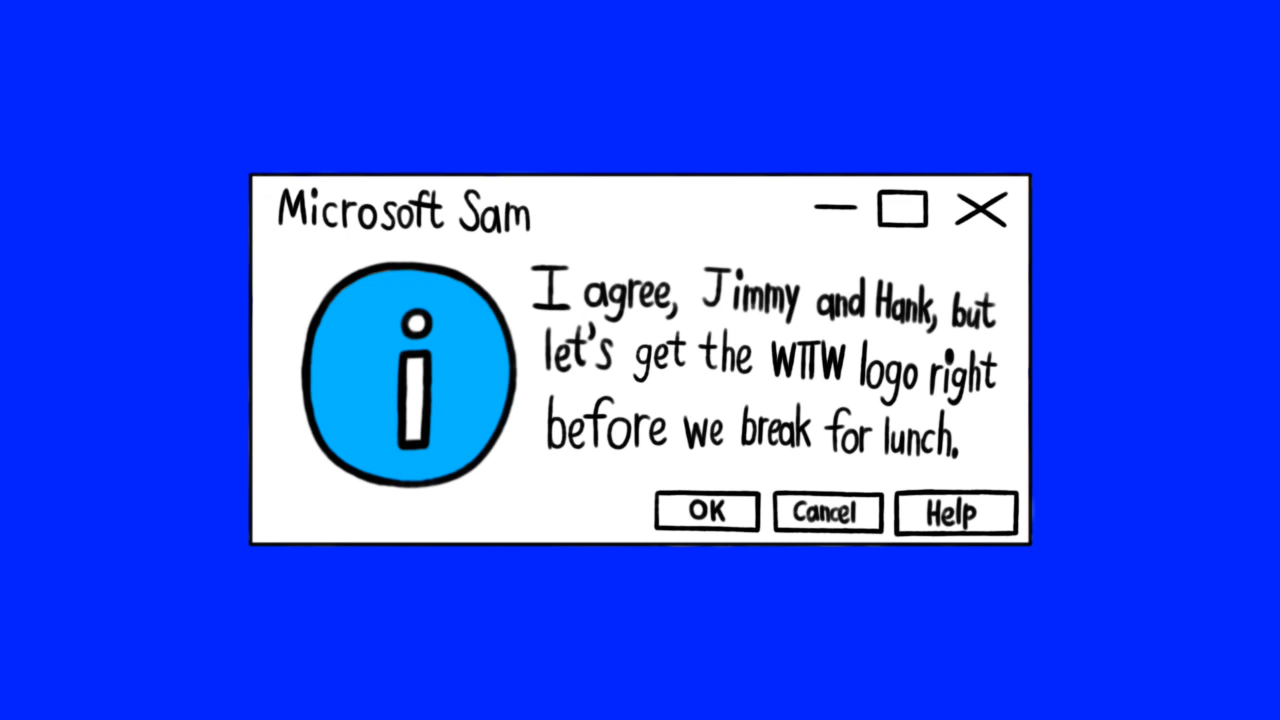 Microsoft Sam
I agree, Jimmy and Hank, but
let's get the WTTW logo right
before we break for lunch.
OK Cancel Help